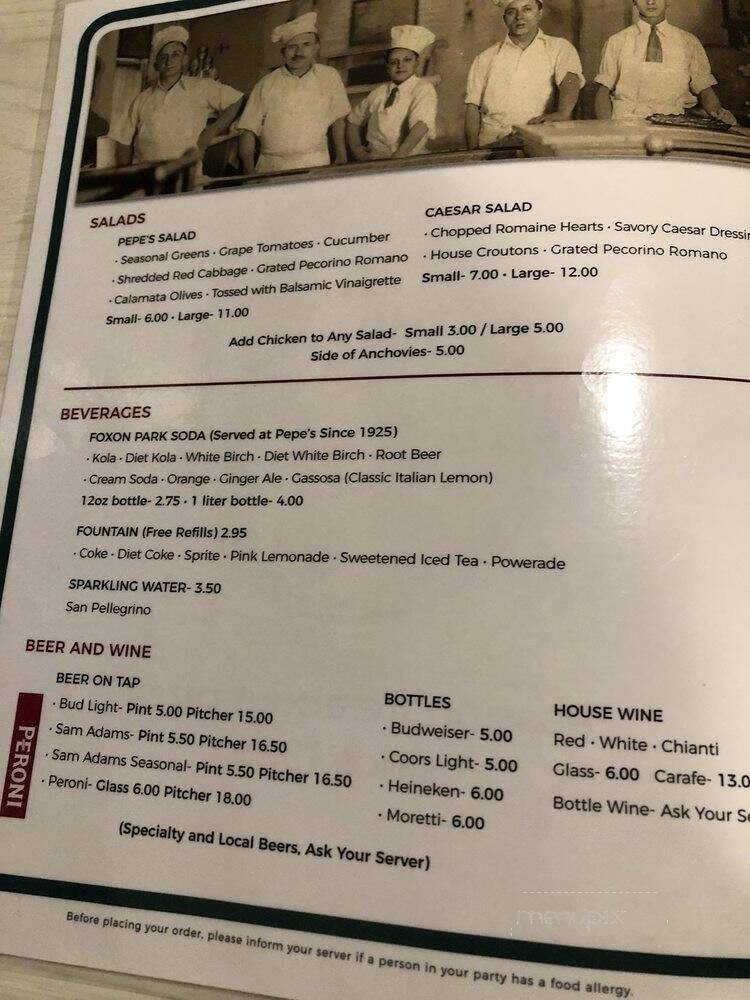 SALADS
PEPE'S SALAD
· Seasonal Greens · Grape Tomatoes · Cucumber
· Shredded Red Cabbage · Grated Pecorino Romano
· Calamata Olives · Tossed with Balsamic Vinaigrette
Small- 6.00 · Large- 11.00
CAESAR SALAD
· Chopped Romaine Hearts · Savory Caesar Dressin
· House Croutons · Grated Pecorino Romano
Small- 7.00 · Large- 12.00
Add Chicken to Any Salad- Small 3.00 / Large 5.00
Side of Anchovies- 5.00
BEVERAGES
FOXON PARK SODA (Served at Pepe's Since 1925)
· Kola · Diet Kola · White Birch · Diet White Birch · Root Beer
· Cream Soda · Orange · Ginger Ale · Gassosa (Classic Italian Lemon)
12oz bottle- 2.75 · 1 liter bottle- 4.00
FOUNTAIN (Free Refills) 2.95
· Coke · Diet Coke · Sprite · Pink Lemonade · Sweetened Iced Tea · Powerade
SPARKLING WATER- 3.50
San Pellegrino
BEER AND WINE
BEER ON TAP
· Bud Light- Pint 5.00 Pitcher 15.00
· Sam Adams- Pint 5.50 Pitcher 16.50
· Sam Adams Seasonal- Pint 5.50 Pitcher 16.50
· Peroni- Glass 6.00 Pitcher 18.00
PERONI
BOTTLES
· Budweiser- 5.00
· Coors Light- 5.00
· Heineken- 6.00
· Moretti- 6.00
HOUSE WINE
Red · White · Chianti
Glass- 6.00 Carafe- 13.0
Bottle Wine- Ask Your Se
(Specialty and Local Beers, Ask Your Server)
Before placing your order, please inform your server if a person in your party has a food allergy.